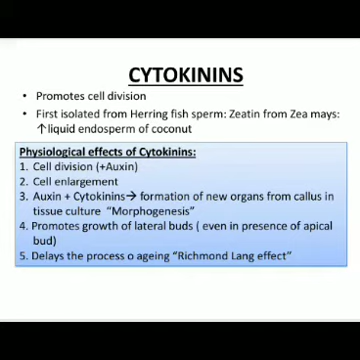 CYTOKININS
• Promotes cell division
• First isolated from Herring fish sperm: Zeatin from Zea mays:
↑liquid endosperm of coconut
Physiological effects of Cytokinins:
1. Cell division (+Auxin)
2. Cell enlargement
3. Auxin + Cytokinins→ formation of new organs from callus in
tissue culture “Morphogenesis”
4. Promotes growth of lateral buds ( even in presence of apical
bud)
5. Delays the process o ageing “Richmond Lang effect”